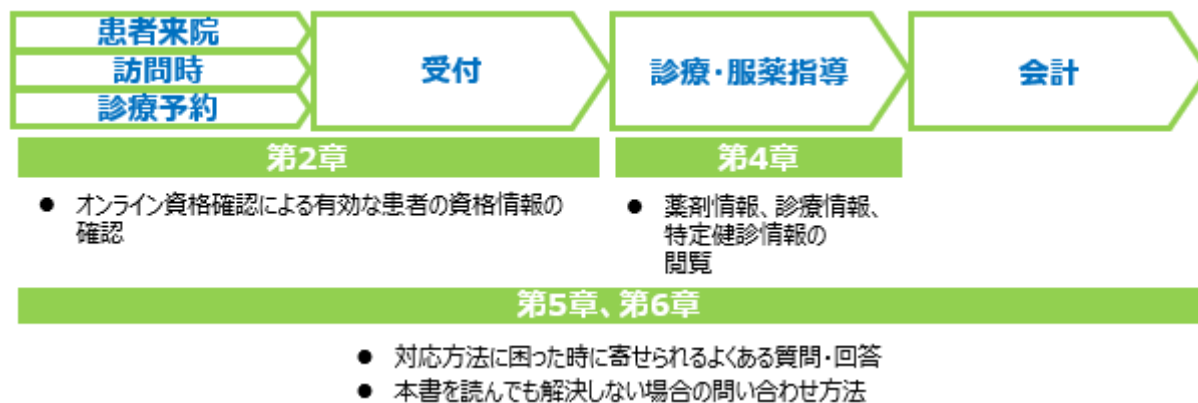 患者来院
訪問時
診療予約
受付
診療・服薬指導
会計
第2章
第4章
● オンライン資格確認による有効な患者の資格情報の
確認
● 薬剤情報、診療情報、
特定健診情報の
閲覧
第5章、第6章
● 対応方法に困った時に寄せられるよくある質問・回答
● 本書を読んでも解決しない場合の問い合わせ方法